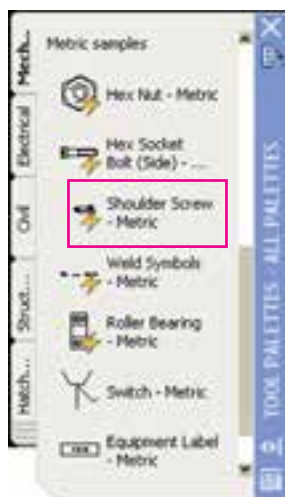 Metric samples
Hex Nut - Metric
Hex Socket
Bolt (Side) - ...
Shoulder Screw
- Metric
Weld Symbols
- Metric
Roller Bearing
- Metric
Switch - Metric
Equipment Label
- Metric
Mech...
Electrical
Civil
Struct...
Hatch...
TOOL PALETTES - ALL PALETTES